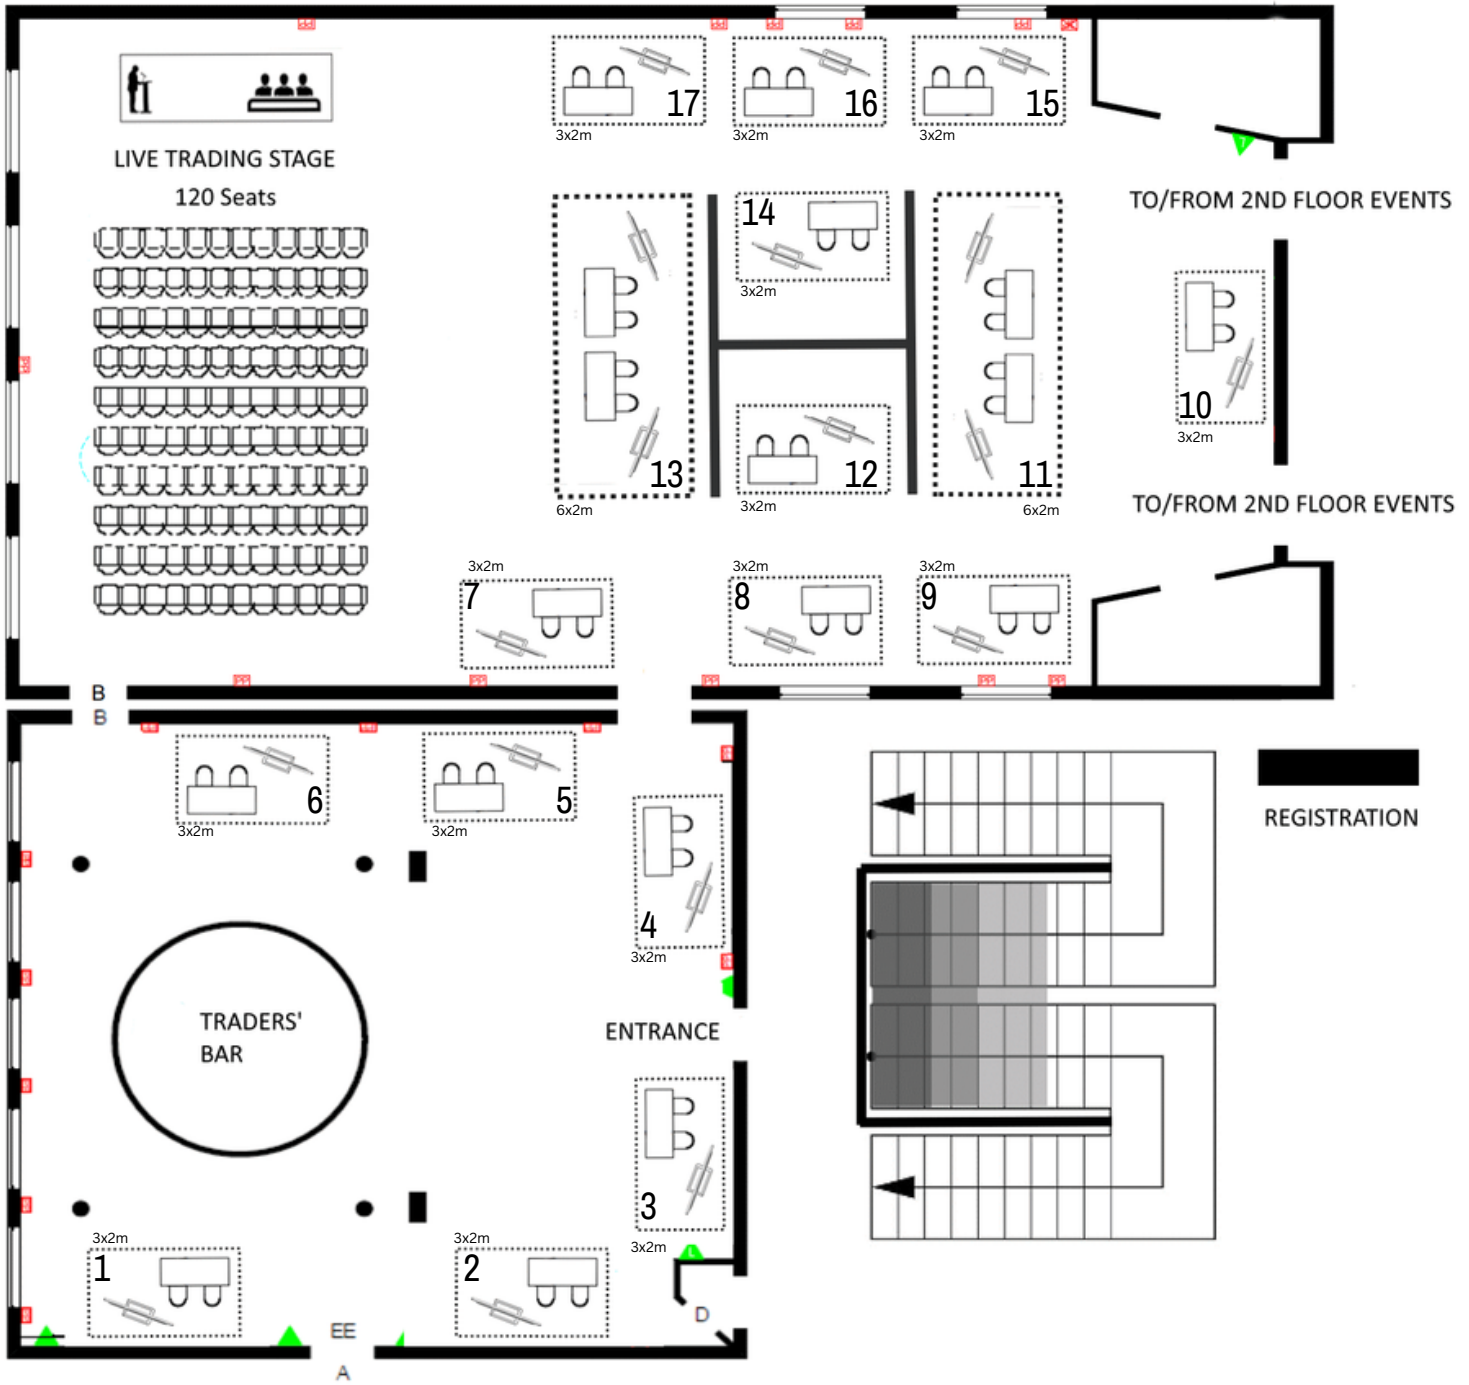 17
16
15
3x2m
3x2m
3x2m
LIVE TRADING STAGE
120 Seats
TO/FROM 2ND FLOOR EVENTS
14
3x2m
10
3x2m
13
12
11
6x2m
3x2m
6x2m
TO/FROM 2ND FLOOR EVENTS
3x2m
3x2m
3x2m
7
8
9
B
B
6
5
3x2m
3x2m
REGISTRATION
4
3x2m
TRADERS'
BAR
ENTRANCE
3
3x2m
3x2m
3x2m
1
2
D
EE
A